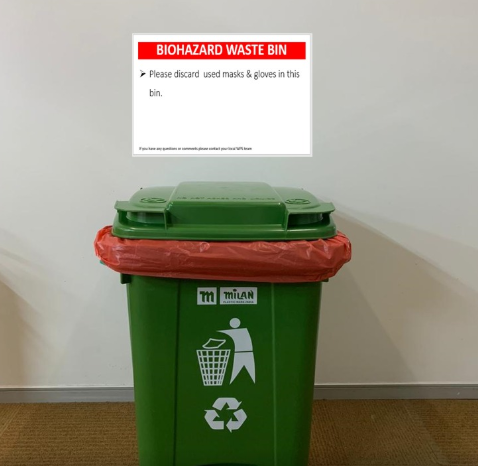 BIOHAZARD WASTE BIN
➢ Please discard used masks & gloves in this
bin.
If you have any questions or comments please contact your local WPS team
m MILAN